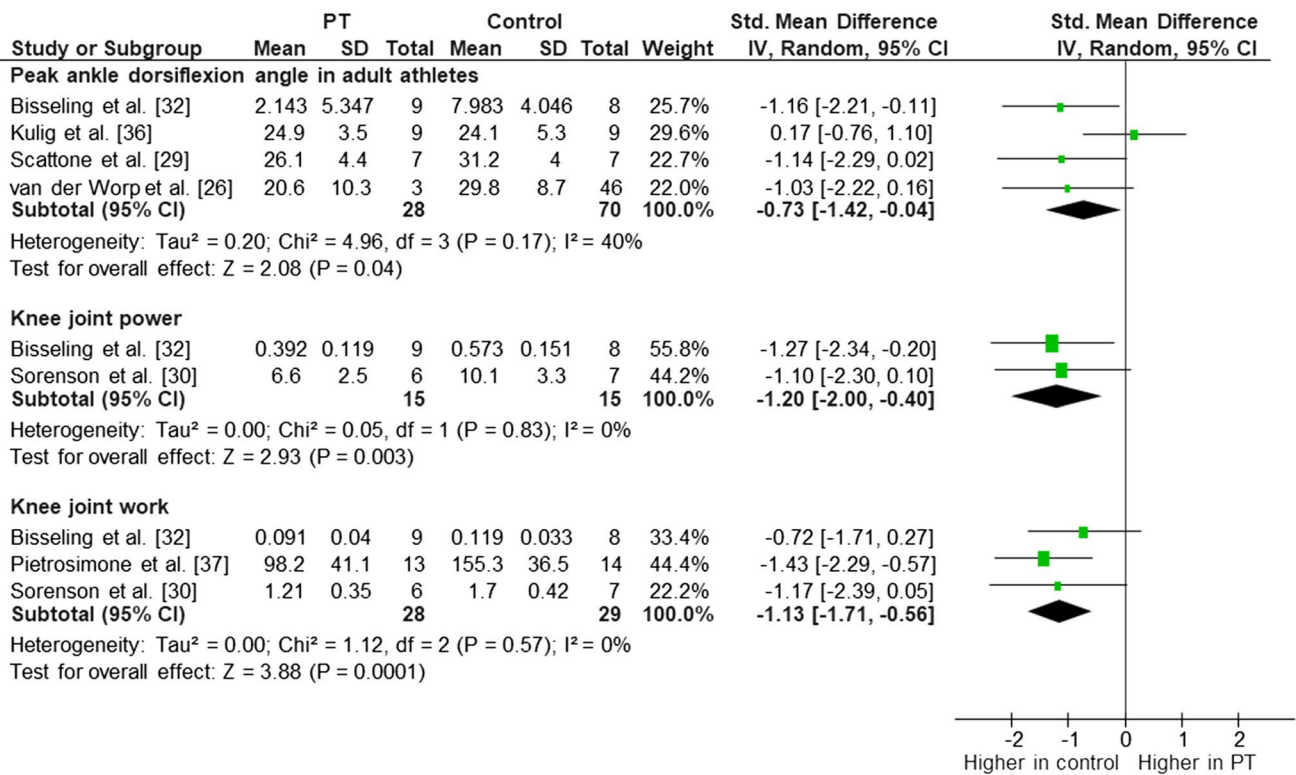 PT Control Std. Mean Difference Std. Mean Difference
Study or Subgroup Mean SD Total Mean SD Total Weight IV, Random, 95% CI IV, Random, 95% CI
Peak ankle dorsiflexion angle in adult athletes
Bisseling et al. [32] 2.143 5.347 9 7.983 4.046 8 25.7% -1.16 [-2.21, -0.11]
Kulig et al. [36] 24.9 3.5 9 24.1 5.3 9 29.6% 0.17 [-0.76, 1.10]
Scattone et al. [29] 26.1 4.4 7 31.2 4 7 22.7% -1.14 [-2.29, 0.02]
van der Worp et al. [26] 20.6 10.3 3 29.8 8.7 46 22.0% -1.03 [-2.22, 0.16]
Subtotal (95% CI) 28 70 100.0% -0.73 [-1.42, -0.04]
Heterogeneity: Tau² = 0.20; Chi² = 4.96, df = 3 (P = 0.17); I² = 40%
Test for overall effect: Z = 2.08 (P = 0.04)
Knee joint power
Bisseling et al. [32] 0.392 0.119 9 0.573 0.151 8 55.8% -1.27 [-2.34, -0.20]
Sorenson et al. [30] 6.6 2.5 6 10.1 3.3 7 44.2% -1.10 [-2.30, 0.10]
Subtotal (95% CI) 15 15 100.0% -1.20 [-2.00, -0.40]
Heterogeneity: Tau² = 0.00; Chi² = 0.05, df = 1 (P = 0.83); I² = 0%
Test for overall effect: Z = 2.93 (P = 0.003)
Knee joint work
Bisseling et al. [32] 0.091 0.04 9 0.119 0.033 8 33.4% -0.72 [-1.71, 0.27]
Pietrosimone et al. [37] 98.2 41.1 13 155.3 36.5 14 44.4% -1.43 [-2.29, -0.57]
Sorenson et al. [30] 1.21 0.35 6 1.7 0.42 7 22.2% -1.17 [-2.39, 0.05]
Subtotal (95% CI) 28 29 100.0% -1.13 [-1.71, -0.56]
Heterogeneity: Tau² = 0.00; Chi² = 1.12, df = 2 (P = 0.57); I² = 0%
Test for overall effect: Z = 3.88 (P = 0.0001)
-2 -1 0 1 2
Higher in control Higher in PT